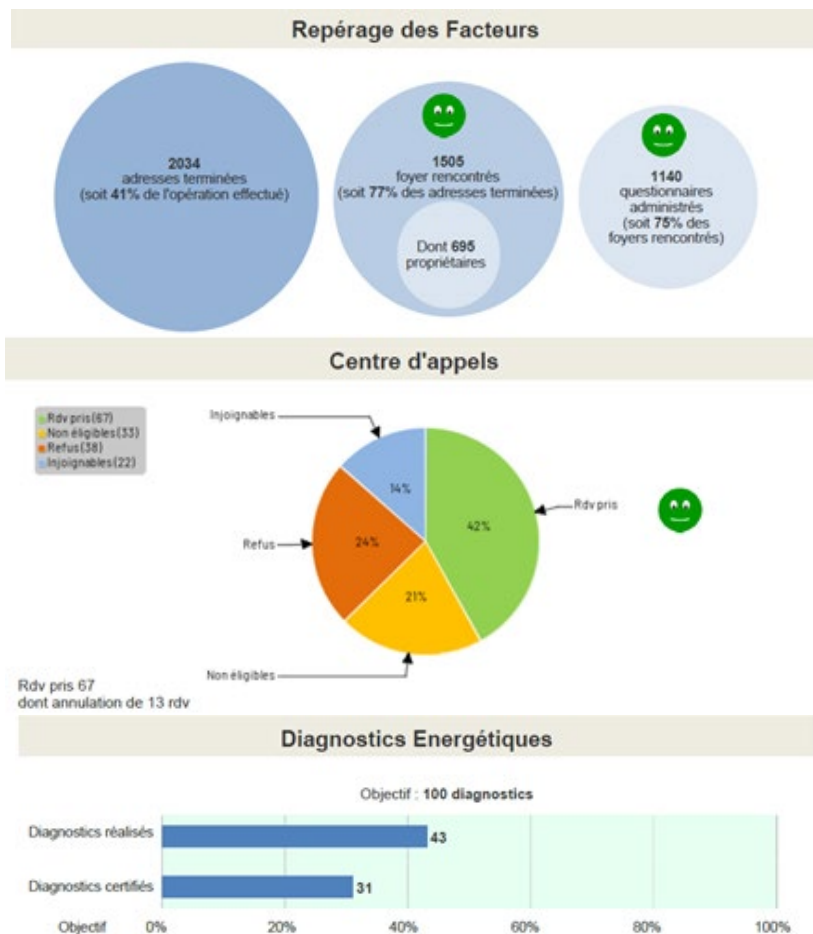 Repérage des Facteurs
2034
adresses terminées
(soit 41% de l'opération effectué)
1505
foyer rencontrés
(soit 77% des adresses terminées)
Dont 695
propriétaires
1140
questionnaires
administrés
(soit 75% des
foyers rencontrés)
Centre d'appels
Rdv pris(67)
Non éligibles(33)
Refus(38)
Injoignables(22)
Injoignables
14%
Rdv pris
42%
Refus
24%
21%
Non éligibles
Rdv pris 67
dont annulation de 13 rdv
Diagnostics Energétiques
Objectif : 100 diagnostics
Diagnostics réalisés
43
Diagnostics certifiés
31
Objectif 0% 20% 40% 60% 80% 100%